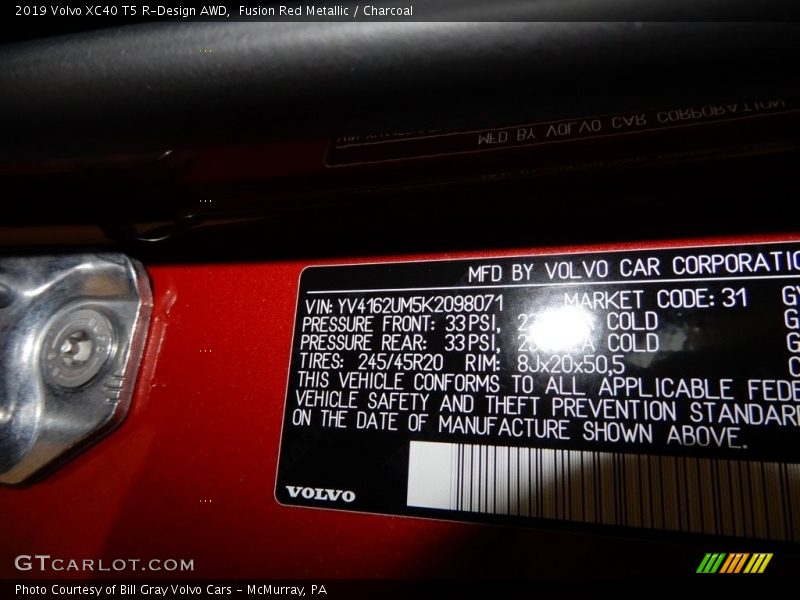 2019 Volvo XC40 T5 R-Design AWD, Fusion Red Metallic / Charcoal
MFD BY VOLVO CAR CORPORATION
MFD BY VOLVO CAR CORPORATIO
VIN: YV4162UM5K2098071 MARKET CODE: 31
PRESSURE FRONT: 33 PSI, COLD
PRESSURE REAR: 33 PSI, COLD
TIRES: 245/45R20 RIM: 8Jx20x50,5
THIS VEHICLE CONFORMS TO ALL APPLICABLE FEDE
VEHICLE SAFETY AND THEFT PREVENTION STANDAR
ON THE DATE OF MANUFACTURE SHOWN ABOVE.
VOLVO
GTCARLOT.COM
Photo Courtesy of Bill Gray Volvo Cars - McMurray, PA